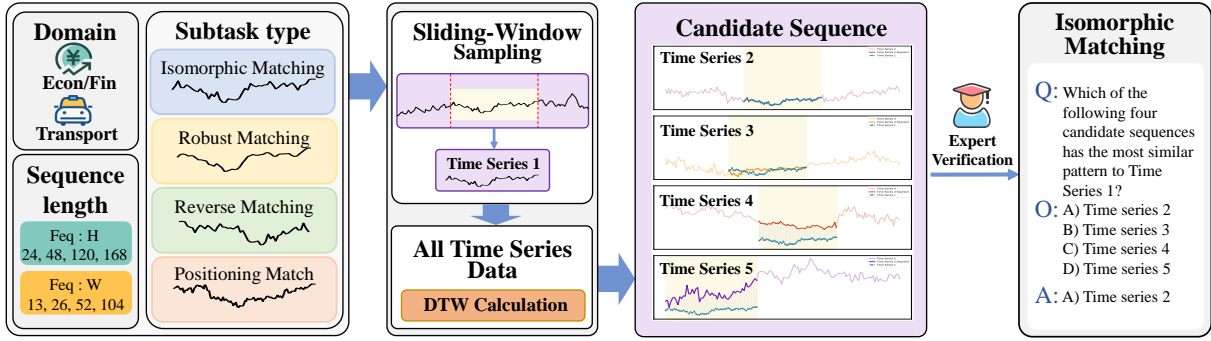 Domain
¥
Econ/Fin
Transport
Sequence
length
Feq : H
24, 48, 120, 168
Feq : W
13, 26, 52, 104
Subtask type
Isomorphic Matching
Robust Matching
Reverse Matching
Positioning Match
Sliding-Window
Sampling
Time Series 1
All Time Series
Data
DTW Calculation
Candidate Sequence
Time Series 2
Time Series 3
Time Series 4
Time Series 5
Expert
Verification
Isomorphic
Matching
Q: Which of the
following four
candidate sequences
has the most similar
pattern to Time
Series 1?
O: A) Time series 2
B) Time series 3
C) Time series 4
D) Time series 5
A: A) Time series 2